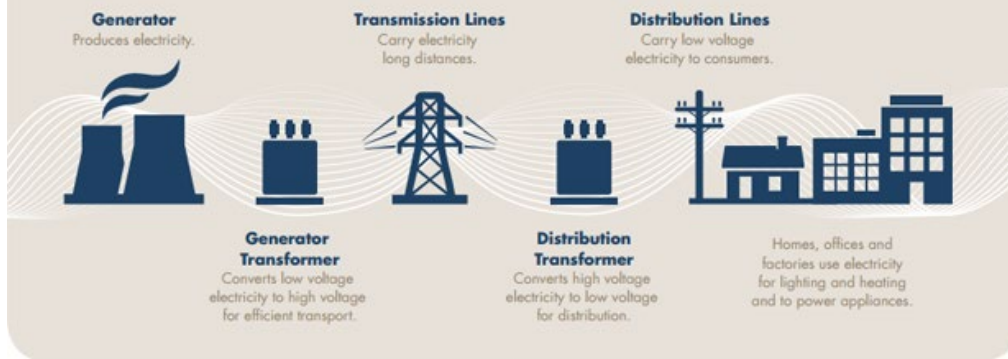 Generator
Produces electricity.
Transmission Lines
Carry electricity
long distances.
Distribution Lines
Carry low voltage
electricity to consumers.
Generator
Transformer
Converts low voltage
electricity to high voltage
for efficient transport.
Distribution
Transformer
Converts high voltage
electricity to low voltage
for distribution.
Homes, offices and
factories use electricity
for lighting and heating
and to power appliances.